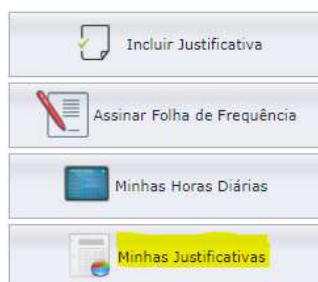 Incluir Justificativa
Assinar Folha de Frequência
Minhas Horas Diárias
Minhas Justificativas